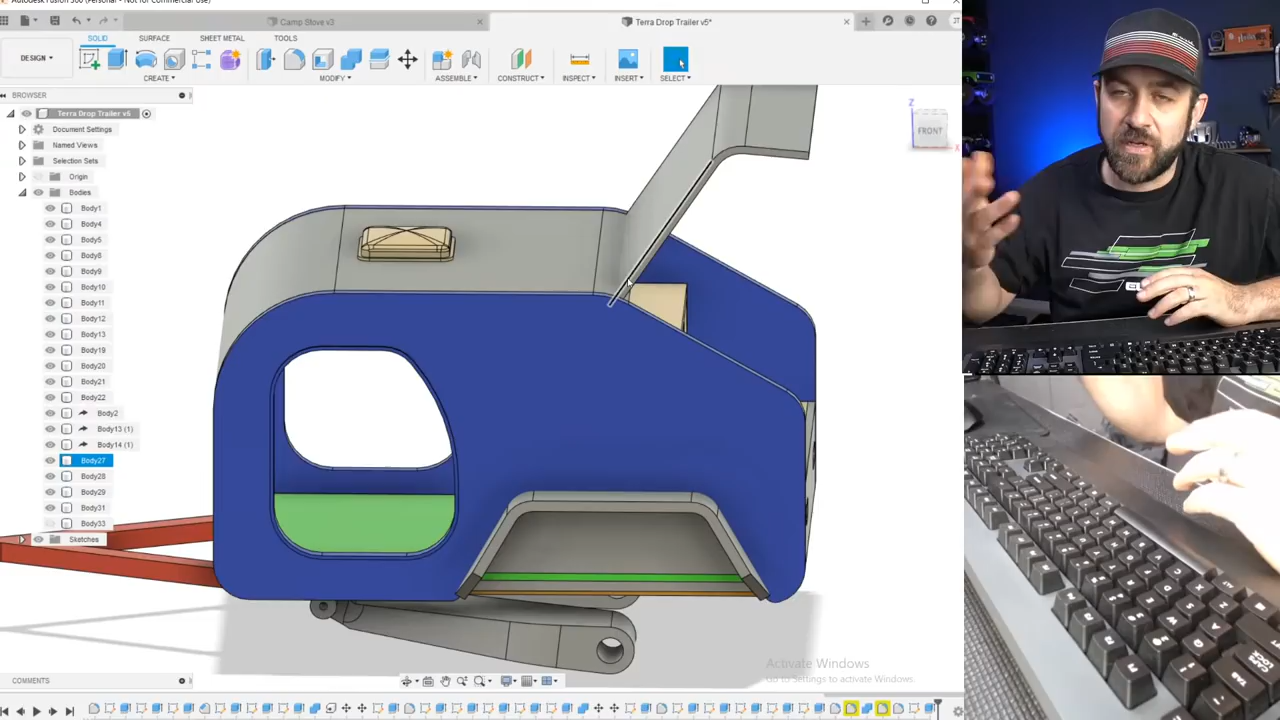 Autodesk Fusion 360 (Personal - Not for Commercial Use)
Camp Stove v3
Terra Drop Trailer v5*
SOLID
SURFACE
SHEET METAL
TOOLS
DESIGN
CREATE
MODIFY
ASSEMBLE
CONSTRUCT
INSPECT
INSERT
SELECT
BROWSER
Terra Drop Trailer v5
Document Settings
Named Views
Selection Sets
Origin
Bodies
Body1
Body4
Body5
Body8
Body9
Body10
Body11
Body12
Body13
Body19
Body20
Body21
Body22
Body2
Body13 (1)
Body14 (1)
Body27
Body28
Body29
Body31
Body33
Sketches
Z
FRONT
X
COMMENTS
Activate Windows
Go to Settings to activate Windows.